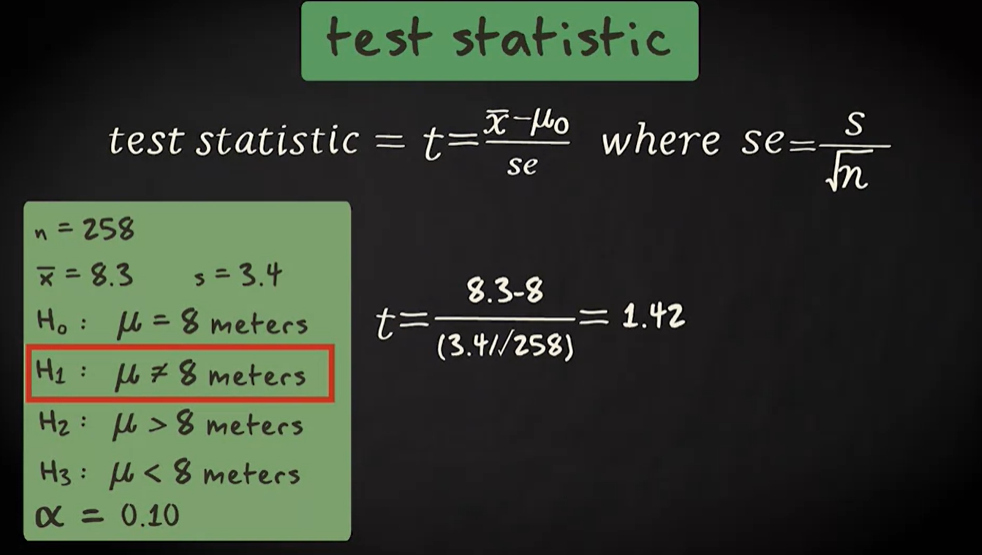 test statistic
test statistic = t = x̄-μ₀ / se where se = s / √n
n = 258
x̄ = 8.3 s = 3.4
H₀ : μ = 8 meters
H₁ : μ ≠ 8 meters
H₂ : μ > 8 meters
H₃ : μ < 8 meters
α = 0.10
t = 8.3-8 / (3.4/√258) = 1.42